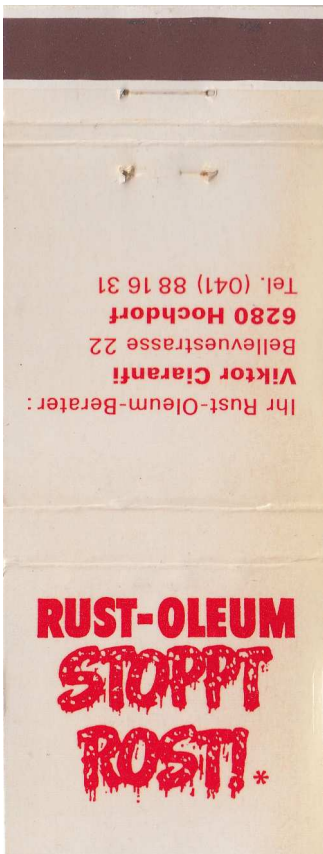 Ihr Rust-Oleum-Berater:
Viktor Ciaranfi
Bellevuestrasse 22
6280 Hochdorf
Tel. (041) 88 16 31
RUST-OLEUM
STOPPT
ROST!*